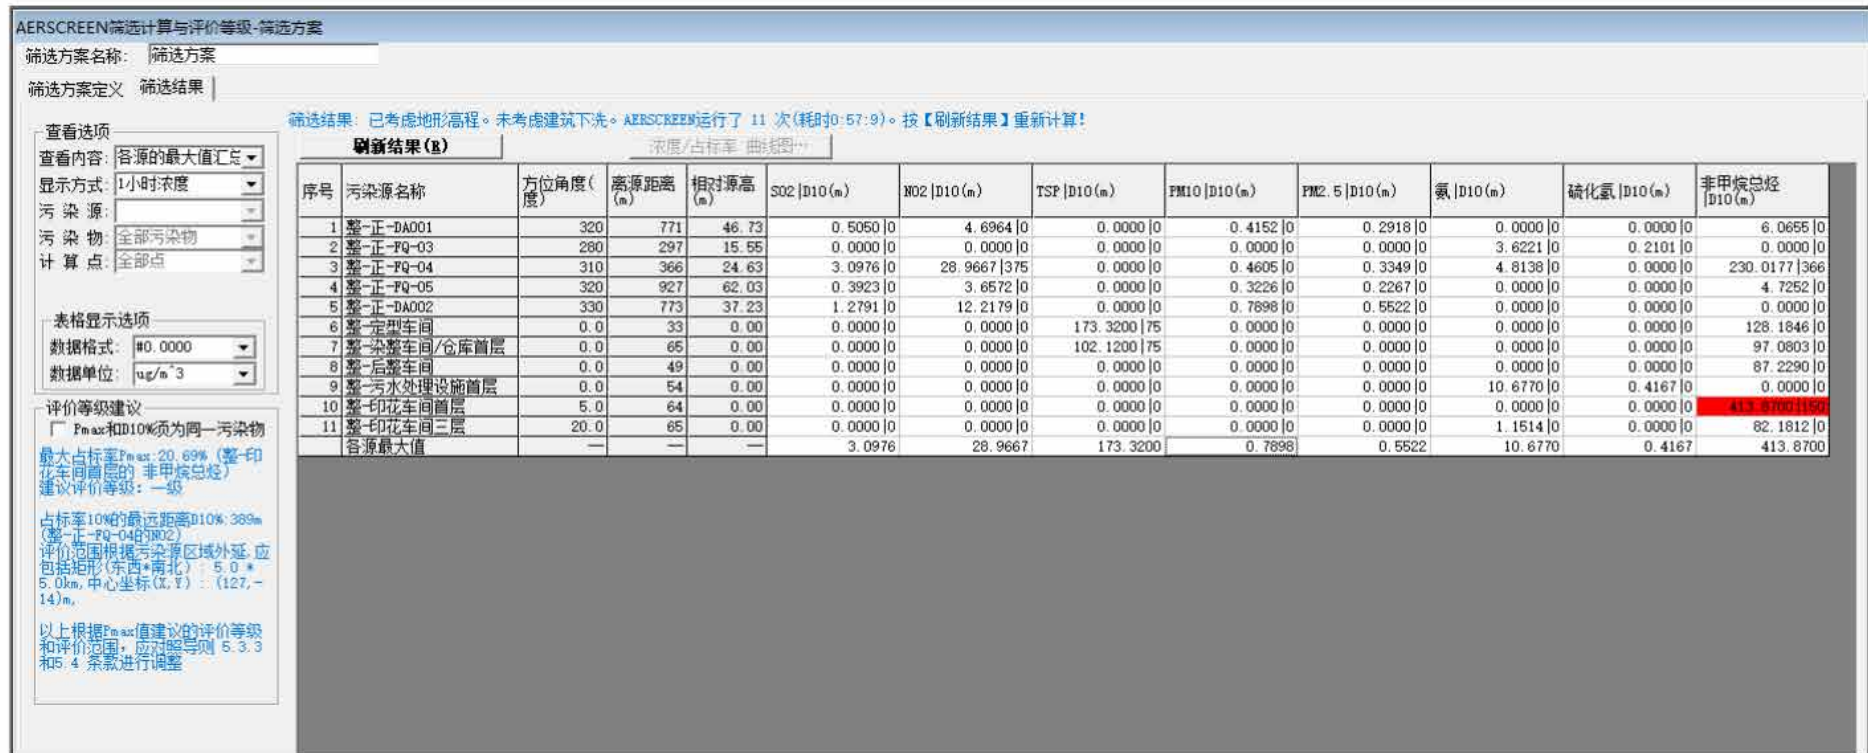 AERSCREEN筛选计算与评价等级-筛选方案
筛选方案名称: 筛选方案
筛选方案定义 筛选结果
筛选结果: 已考虑地形高程。未考虑建筑下洗。AERSCREEN运行了 11 次(耗时0:57:9)。按【刷新结果】重新计算!
刷新结果(R) 浓度/占标率 曲线图…
查看选项
查看内容: 各源的最大值汇总
显示方式: 1小时浓度
污 染 源:
污 染 物: 全部污染物
计 算 点: 全部点
表格显示选项
数据格式: #0.0000
数据单位: ug/m^3
评价等级建议
Pmax和D10%须为同一污染物
最大占标率Pmax:20.69% (整-印
花车间首层的 非甲烷总烃)
建议评价等级: 一级
占标率10%的最远距离D10%:389m
(整-正-FQ-04的NO2)
评价范围根据污染源区域外延,应
包括矩形(东西*南北): 5.0 *
5.0km,中心坐标(X,Y): (127,-
14)m,
以上根据Pmax值建议的评价等级
和评价范围,应对照导则 5.3.3
和5.4 条款进行调整
序号 污染源名称 方位角度(度) 离源距离(m) 相对源高(m) SO2|D10(m) NO2|D10(m) TSP|D10(m) PM10|D10(m) PM2.5|D10(m) 氨|D10(m) 硫化氢|D10(m) 非甲烷总烃|D10(m)
1 整-正-DA001 320 771 46.73 0.5050|0 4.6964|0 0.0000|0 0.4152|0 0.2918|0 0.0000|0 0.0000|0 6.0655|0
2 整-正-FQ-03 280 297 15.55 0.0000|0 0.0000|0 0.0000|0 0.0000|0 0.0000|0 3.6221|0 0.2101|0 0.0000|0
3 整-正-FQ-04 310 366 24.63 3.0976|0 28.9667|375 0.0000|0 0.4605|0 0.3349|0 4.8138|0 0.0000|0 230.0177|366
4 整-正-FQ-05 320 927 62.03 0.3923|0 3.6572|0 0.0000|0 0.3226|0 0.2267|0 0.0000|0 0.0000|0 4.7252|0
5 整-正-DA002 330 773 37.23 1.2791|0 12.2179|0 0.0000|0 0.7898|0 0.5522|0 0.0000|0 0.0000|0 0.0000|0
6 整-定型车间 0.0 33 0.00 0.0000|0 0.0000|0 173.3200|75 0.0000|0 0.0000|0 0.0000|0 0.0000|0 128.1846|0
7 整-染整车间/仓库首层 0.0 65 0.00 0.0000|0 0.0000|0 102.1200|75 0.0000|0 0.0000|0 0.0000|0 0.0000|0 97.0803|0
8 整-后整车间 0.0 49 0.00 0.0000|0 0.0000|0 0.0000|0 0.0000|0 0.0000|0 0.0000|0 0.0000|0 87.2290|0
9 整-污水处理设施首层 0.0 54 0.00 0.0000|0 0.0000|0 0.0000|0 0.0000|0 0.0000|0 10.6770|0 0.4167|0 0.0000|0
10 整-印花车间首层 5.0 64 0.00 0.0000|0 0.0000|0 0.0000|0 0.0000|0 0.0000|0 0.0000|0 0.0000|0 413.8700|150
11 整-印花车间三层 20.0 65 0.00 0.0000|0 0.0000|0 0.0000|0 0.0000|0 0.0000|0 1.1514|0 0.0000|0 82.1812|0
各源最大值 — — — 3.0976 28.9667 173.3200 0.7898 0.5522 10.6770 0.4167 413.8700